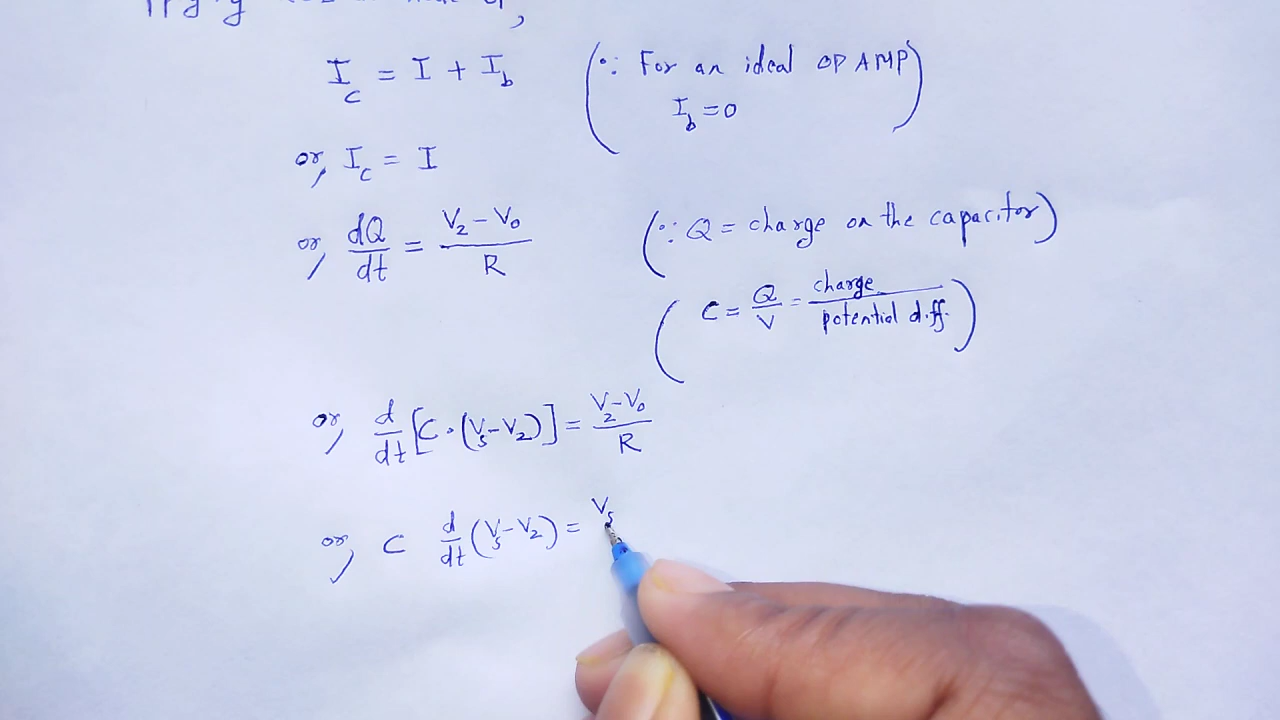 I_c = I + I_b (∵ For an ideal OP AMP
I_b = 0)
or, I_c = I
or, dQ/dt = (V_2 - V_0)/R (∵ Q = charge on the capacitor)
(C = Q/V = charge/potential diff.)
or, d/dt [C · (V_s - V_2)] = (V_2 - V_0)/R
or, C d/dt (V_s - V_2) = V_s